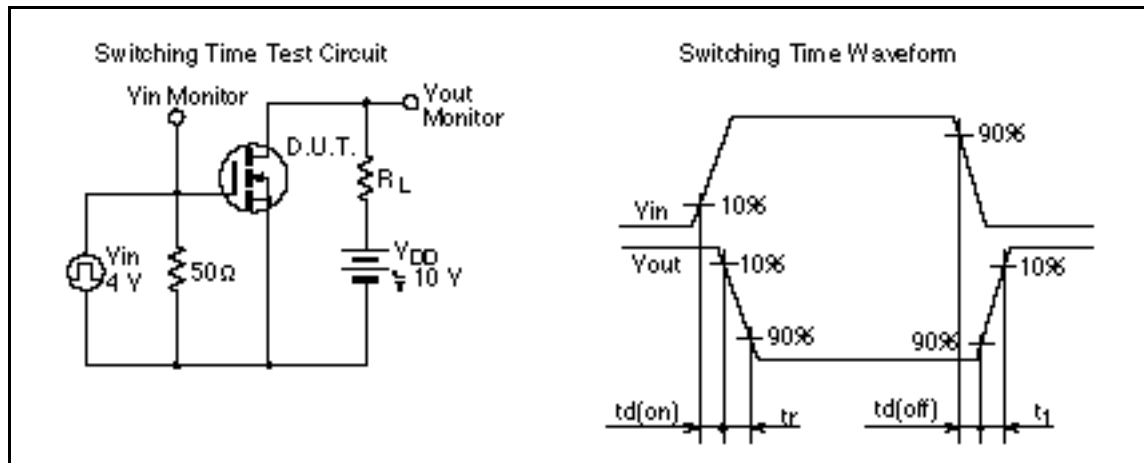 Switching Time Test Circuit
Vin Monitor
Vout
Monitor
D.U.T.
RL
Vin
4 V
50Ω
VDD
≒ 10 V
Switching Time Waveform
Vin
10%
90%
Vout
10%
90%
90%
10%
td(on)
tr
td(off)